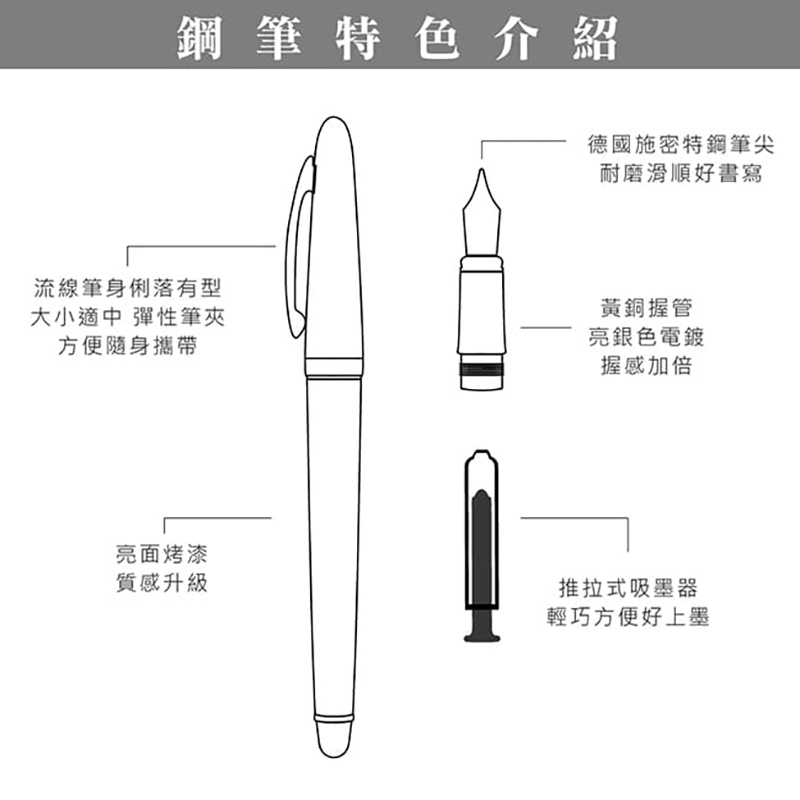 鋼筆特色介紹
德國施密特鋼筆尖
耐磨滑順好書寫
流線筆身俐落有型
大小適中 彈性筆夾
方便隨身攜帶
黃銅握管
亮銀色電鍍
握感加倍
亮面烤漆
質感升級
推拉式吸墨器
輕巧方便好上墨